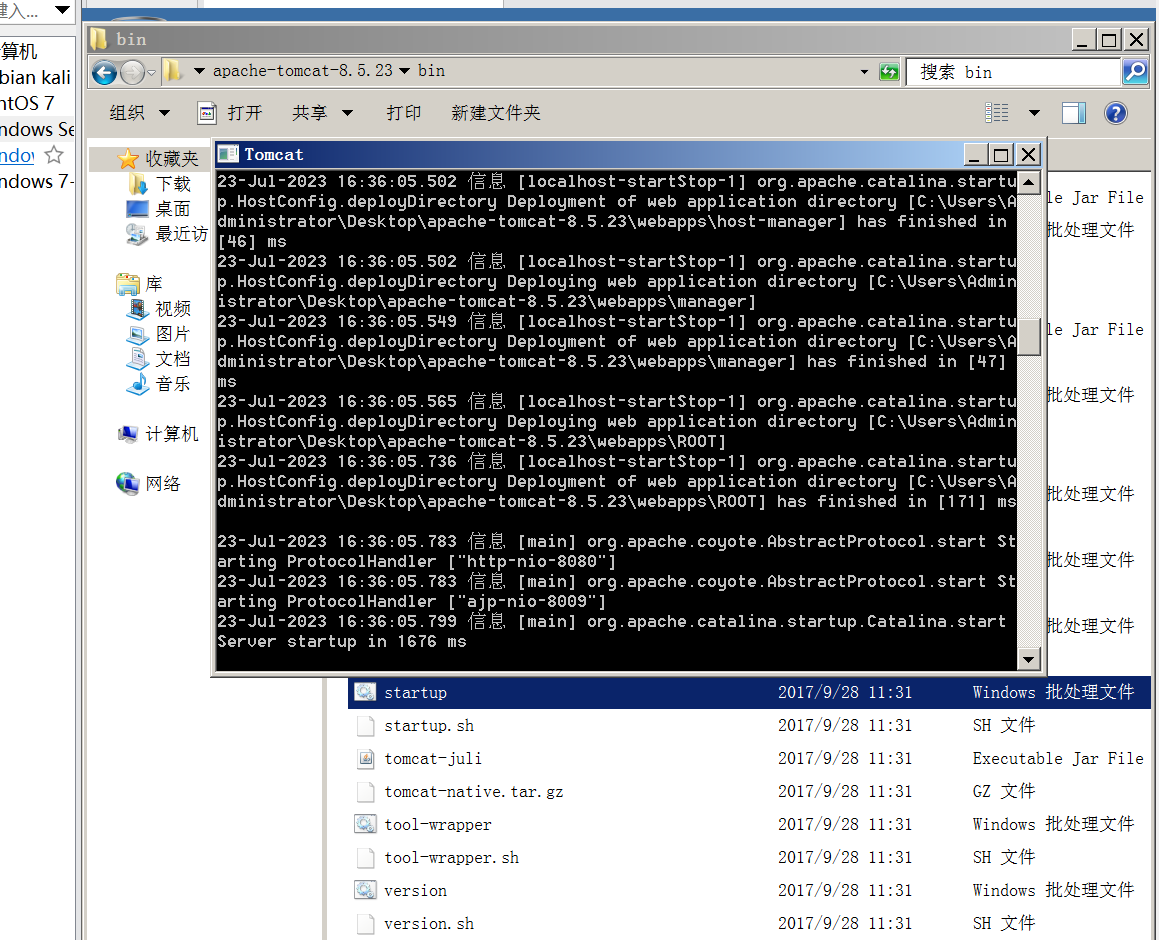 建入...
算机
bian kali
ntOS 7
ndows Se
ndov
ndows 7-
bin
apache-tomcat-8.5.23 bin
搜索 bin
组织 打开 共享 打印 新建文件夹
收藏夹
下载
桌面
最近访
库
视频
图片
文档
音乐
计算机
网络
Tomcat
23-Jul-2023 16:36:05.502 信息 [localhost-startStop-1] org.apache.catalina.startu
p.HostConfig.deployDirectory Deployment of web application directory [C:\Users\A
dministrator\Desktop\apache-tomcat-8.5.23\webapps\host-manager] has finished in
[46] ms
23-Jul-2023 16:36:05.502 信息 [localhost-startStop-1] org.apache.catalina.startu
p.HostConfig.deployDirectory Deploying web application directory [C:\Users\Admin
istrator\Desktop\apache-tomcat-8.5.23\webapps\manager]
23-Jul-2023 16:36:05.549 信息 [localhost-startStop-1] org.apache.catalina.startu
p.HostConfig.deployDirectory Deployment of web application directory [C:\Users\A
dministrator\Desktop\apache-tomcat-8.5.23\webapps\manager] has finished in [47]
ms
23-Jul-2023 16:36:05.565 信息 [localhost-startStop-1] org.apache.catalina.startu
p.HostConfig.deployDirectory Deploying web application directory [C:\Users\Admin
istrator\Desktop\apache-tomcat-8.5.23\webapps\ROOT]
23-Jul-2023 16:36:05.736 信息 [localhost-startStop-1] org.apache.catalina.startu
p.HostConfig.deployDirectory Deployment of web application directory [C:\Users\A
dministrator\Desktop\apache-tomcat-8.5.23\webapps\ROOT] has finished in [171] ms
23-Jul-2023 16:36:05.783 信息 [main] org.apache.coyote.AbstractProtocol.start St
arting ProtocolHandler ["http-nio-8080"]
23-Jul-2023 16:36:05.783 信息 [main] org.apache.coyote.AbstractProtocol.start St
arting ProtocolHandler ["ajp-nio-8009"]
23-Jul-2023 16:36:05.799 信息 [main] org.apache.catalina.startup.Catalina.start
Server startup in 1676 ms
le Jar File
批处理文件
le Jar File
批处理文件
批处理文件
批处理文件
批处理文件
startup 2017/9/28 11:31 Windows 批处理文件
startup.sh 2017/9/28 11:31 SH 文件
tomcat-juli 2017/9/28 11:31 Executable Jar File
tomcat-native.tar.gz 2017/9/28 11:31 GZ 文件
tool-wrapper 2017/9/28 11:31 Windows 批处理文件
tool-wrapper.sh 2017/9/28 11:31 SH 文件
version 2017/9/28 11:31 Windows 批处理文件
version.sh 2017/9/28 11:31 SH 文件